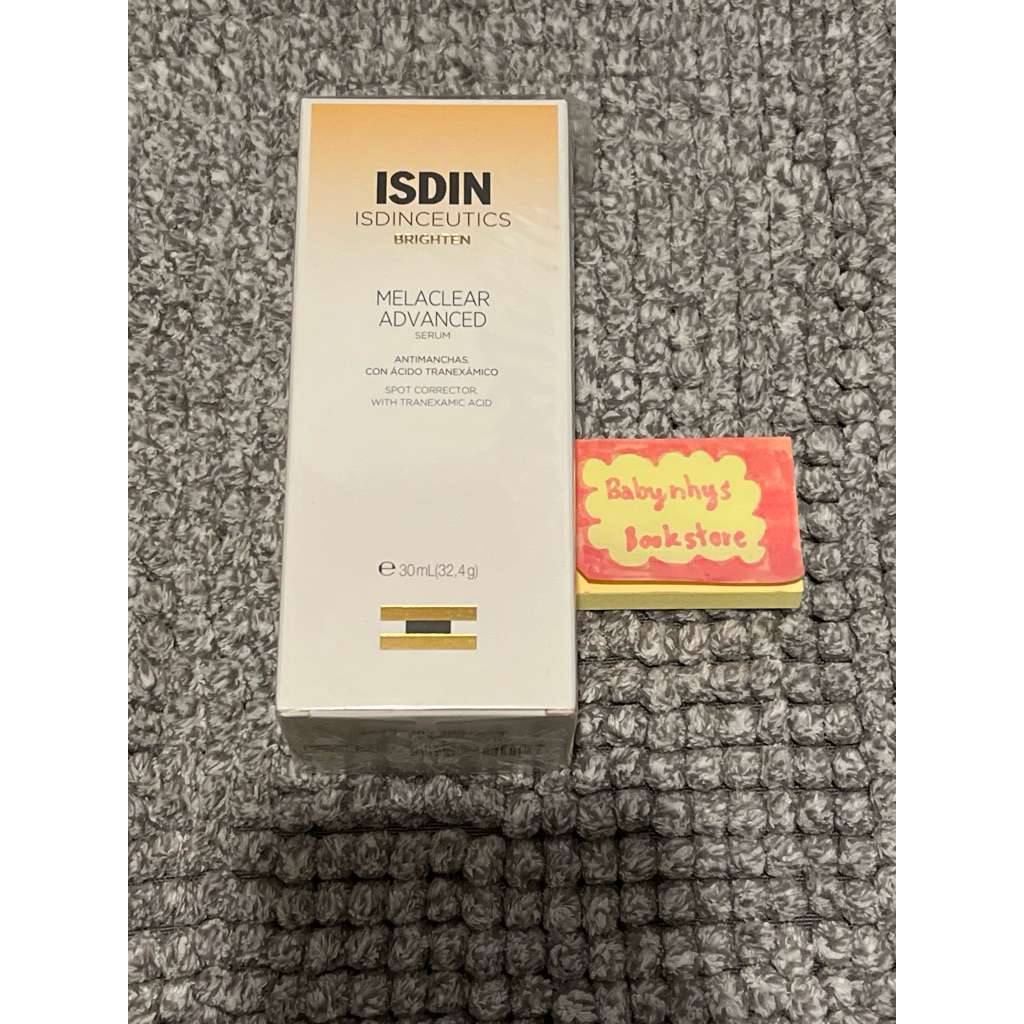 ISDIN
ISDINCEUTICS
BRIGHTEN
MELACLEAR
ADVANCED
SERUM
ANTIMANCHAS.
CON ÁCIDO TRANEXÁMICO
SPOT CORRECTOR.
WITH TRANEXAMIC ACID
℮ 30 mL(32,4 g)
Babynhys
Bookstore